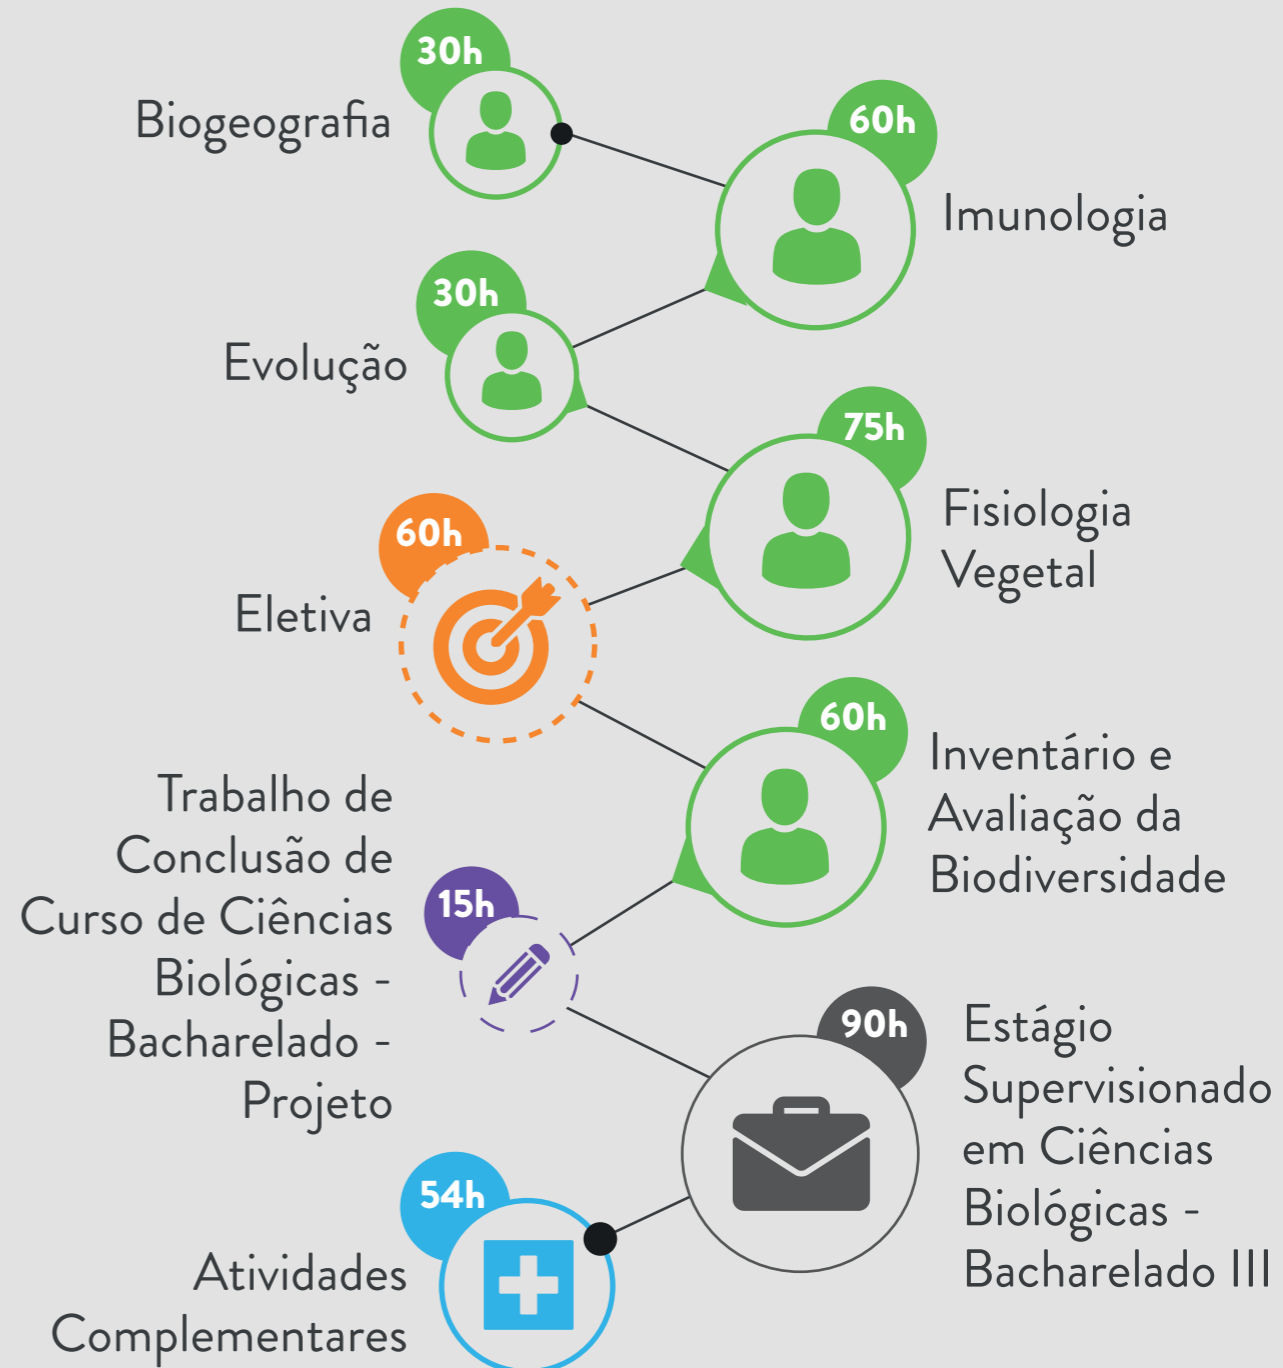 30h
Biogeografia
60h
Imunologia
30h
Evolução
75h
Fisiologia
Vegetal
60h
Eletiva
60h
Inventário e
Avaliação da
Biodiversidade
15h
Trabalho de
Conclusão de
Curso de Ciências
Biológicas -
Bacharelado -
Projeto
90h
Estágio
Supervisionado
em Ciências
Biológicas -
Bacharelado III
54h
Atividades
Complementares